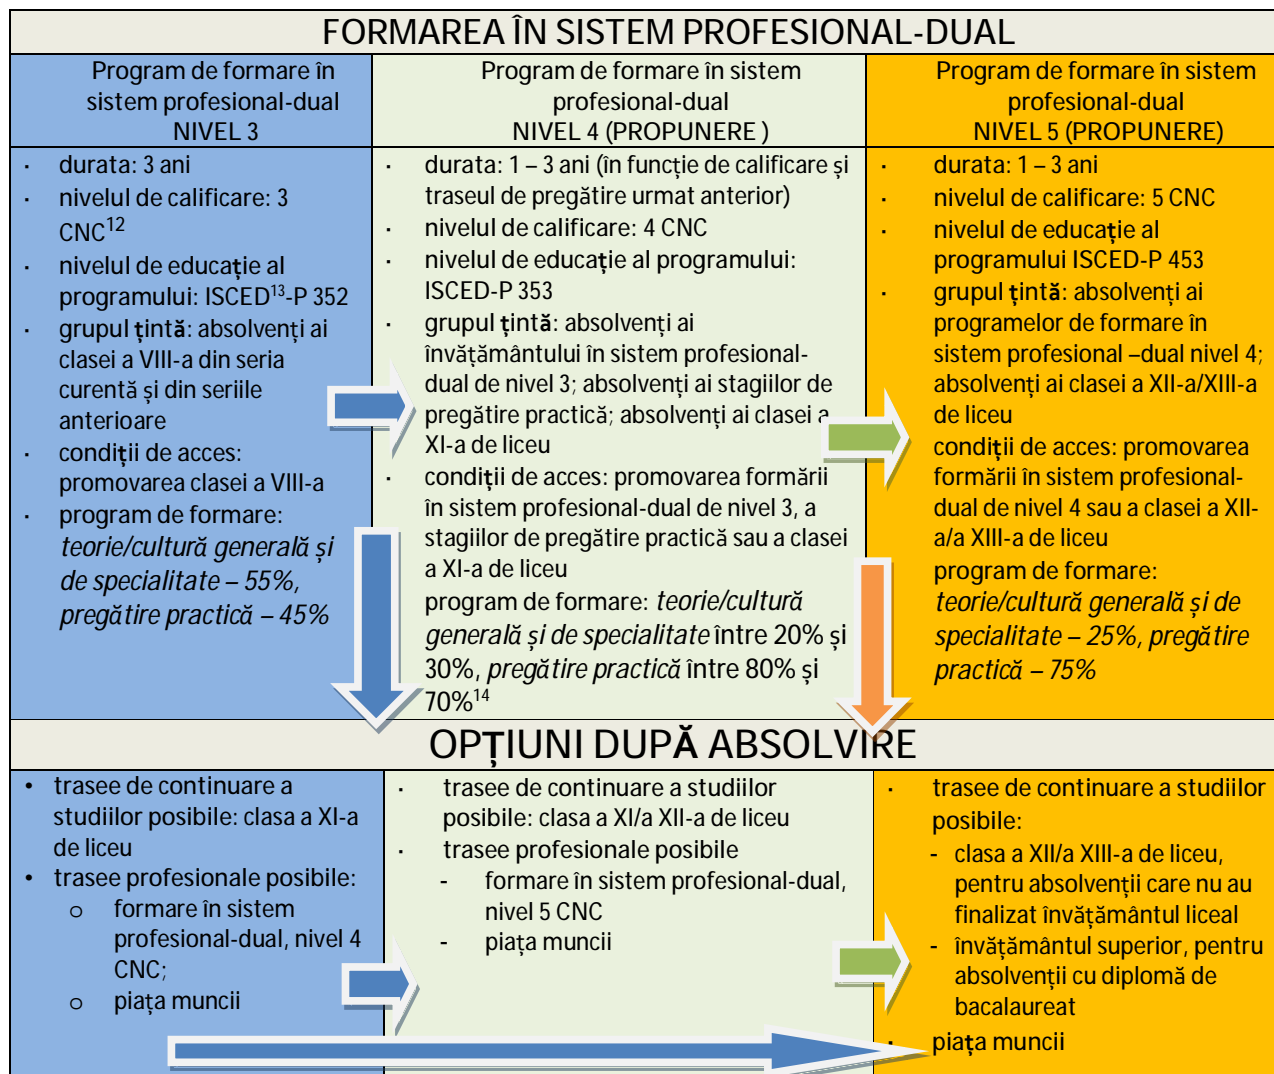 FORMAREA ÎN SISTEM PROFESIONAL-DUAL
Program de formare în
sistem profesional-dual
NIVEL 3
Program de formare în sistem
profesional-dual
NIVEL 4 (PROPUNERE )
Program de formare în sistem
profesional-dual
NIVEL 5 (PROPUNERE)
· durata: 3 ani
· nivelul de calificare: 3
CNC12
· nivelul de educație al
programului: ISCED13-P 352
· grupul țintă: absolvenți ai
clasei a VIII-a din seria
curentă și din seriile
anterioare
· condiții de acces:
promovarea clasei a VIII-a
· program de formare:
teorie/cultură generală și
de specialitate – 55%,
pregătire practică – 45%
· durata: 1 – 3 ani (în funcție de calificare și
traseul de pregătire urmat anterior)
· nivelul de calificare: 4 CNC
· nivelul de educație al programului:
ISCED-P 353
· grupul țintă: absolvenți ai
învățământului în sistem profesional-
dual de nivel 3; absolvenți ai stagiilor de
pregătire practică; absolvenți ai clasei a
XI-a de liceu
· condiții de acces: promovarea formării
în sistem profesional-dual de nivel 3, a
stagiilor de pregătire practică sau a clasei
a XI-a de liceu
program de formare: teorie/cultură
generală și de specialitate între 20% și
30%, pregătire practică între 80% și
70%14
· durata: 1 – 3 ani
· nivelul de calificare: 5 CNC
· nivelul de educație al
programului ISCED-P 453
· grupul țintă: absolvenți ai
programelor de formare în
sistem profesional –dual nivel 4;
absolvenți ai clasei a XII-a/XIII-a
de liceu
condiții de acces: promovarea
formării în sistem profesional-
dual de nivel 4 sau a clasei a XII-
a/a XIII-a de liceu
program de formare:
teorie/cultură generală și de
specialitate – 25%, pregătire
practică – 75%
OPȚIUNI DUPĂ ABSOLVIRE
• trasee de continuare a
studiilor posibile: clasa a XI-a
de liceu
• trasee profesionale posibile:
o formare în sistem
profesional-dual, nivel 4
CNC;
o piața muncii
· trasee de continuare a studiilor
posibile: clasa a XI/a XII-a de liceu
· trasee profesionale posibile
- formare în sistem profesional-dual,
nivel 5 CNC
- piața muncii
· trasee de continuare a studiilor
posibile:
- clasa a XII/a XIII-a de liceu,
pentru absolvenții care nu au
finalizat învățământul liceal
- învățământul superior, pentru
absolvenții cu diplomă de
bacalaureat
· piața muncii